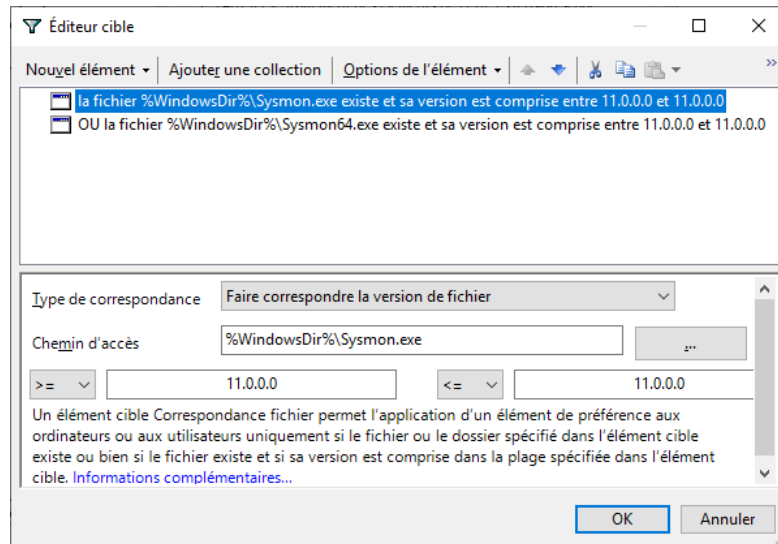 Éditeur cible
Nouvel élément Ajouter une collection Options de l'élément
la fichier %WindowsDir%\Sysmon.exe existe et sa version est comprise entre 11.0.0.0 et 11.0.0.0
OU la fichier %WindowsDir%\Sysmon64.exe existe et sa version est comprise entre 11.0.0.0 et 11.0.0.0
Type de correspondance Faire correspondre la version de fichier
Chemin d'accès %WindowsDir%\Sysmon.exe ...
>= 11.0.0.0 <= 11.0.0.0
Un élément cible Correspondance fichier permet l'application d'un élément de préférence aux
ordinateurs ou aux utilisateurs uniquement si le fichier ou le dossier spécifié dans l'élément cible
existe ou bien si le fichier existe et si sa version est comprise dans la plage spécifiée dans l'élément
cible. Informations complémentaires...
OK Annuler